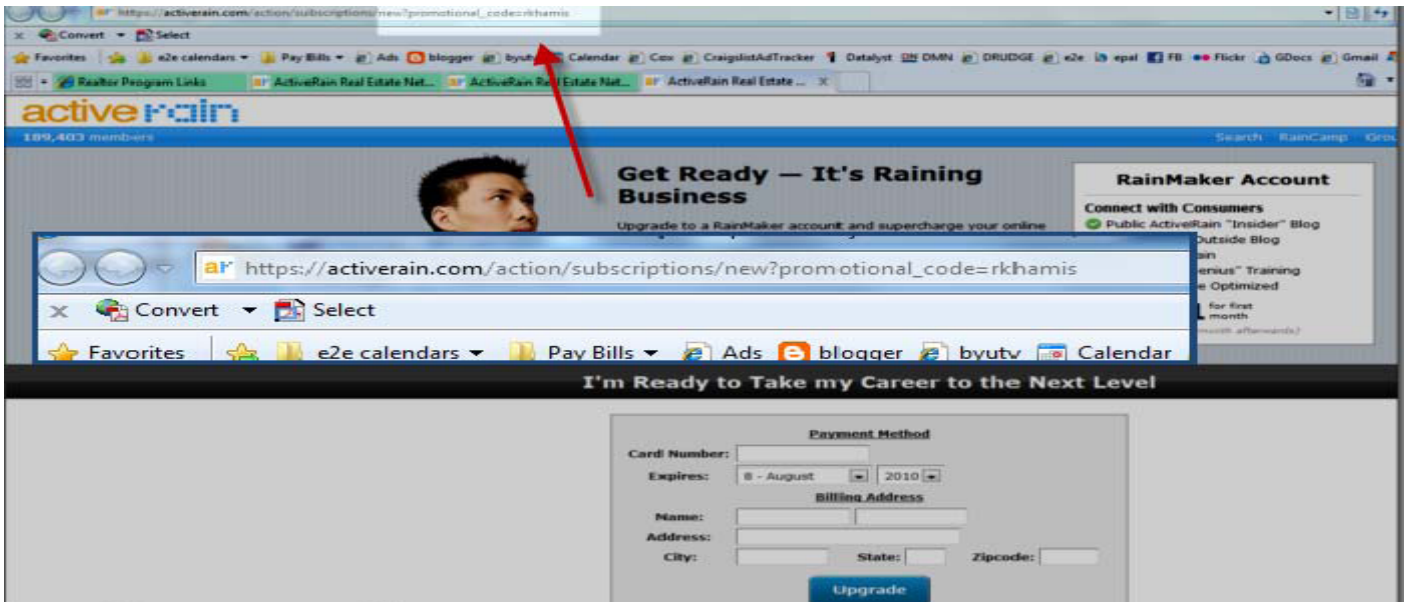 https://activerain.com/action/subscriptions/new?promotional_code=rkhamis
x Convert Select
Favorites e2e calendars Pay Bills Ads blogger byutv Calendar Cox CraigslistAdTracker Datalyst DMN DRUDGE e2e epal FB Flickr GDocs Gmail
Realtor Program Links ActiveRain Real Estate Net... ActiveRain Real Estate Net... ActiveRain Real Estate ... X
active rain
189,403 members Search RainCamp
Get Ready — It's Raining
Business
Upgrade to a RainMaker account and supercharge your online
RainMaker Account
Connect with Consumers
Public ActiveRain "Insider" Blog
Outside Blog
Training
Optimized
for first
month
month afterwards)
ar https://activerain.com/action/subscriptions/new?promotional_code=rkhamis
x Convert Select
Favorites e2e calendars Pay Bills Ads blogger byutv Calendar
I'm Ready to Take my Career to the Next Level
Payment Method
Card Number:
Expires: 8 - August 2010
Billing Address
Name:
Address:
City: State: Zipcode:
Upgrade